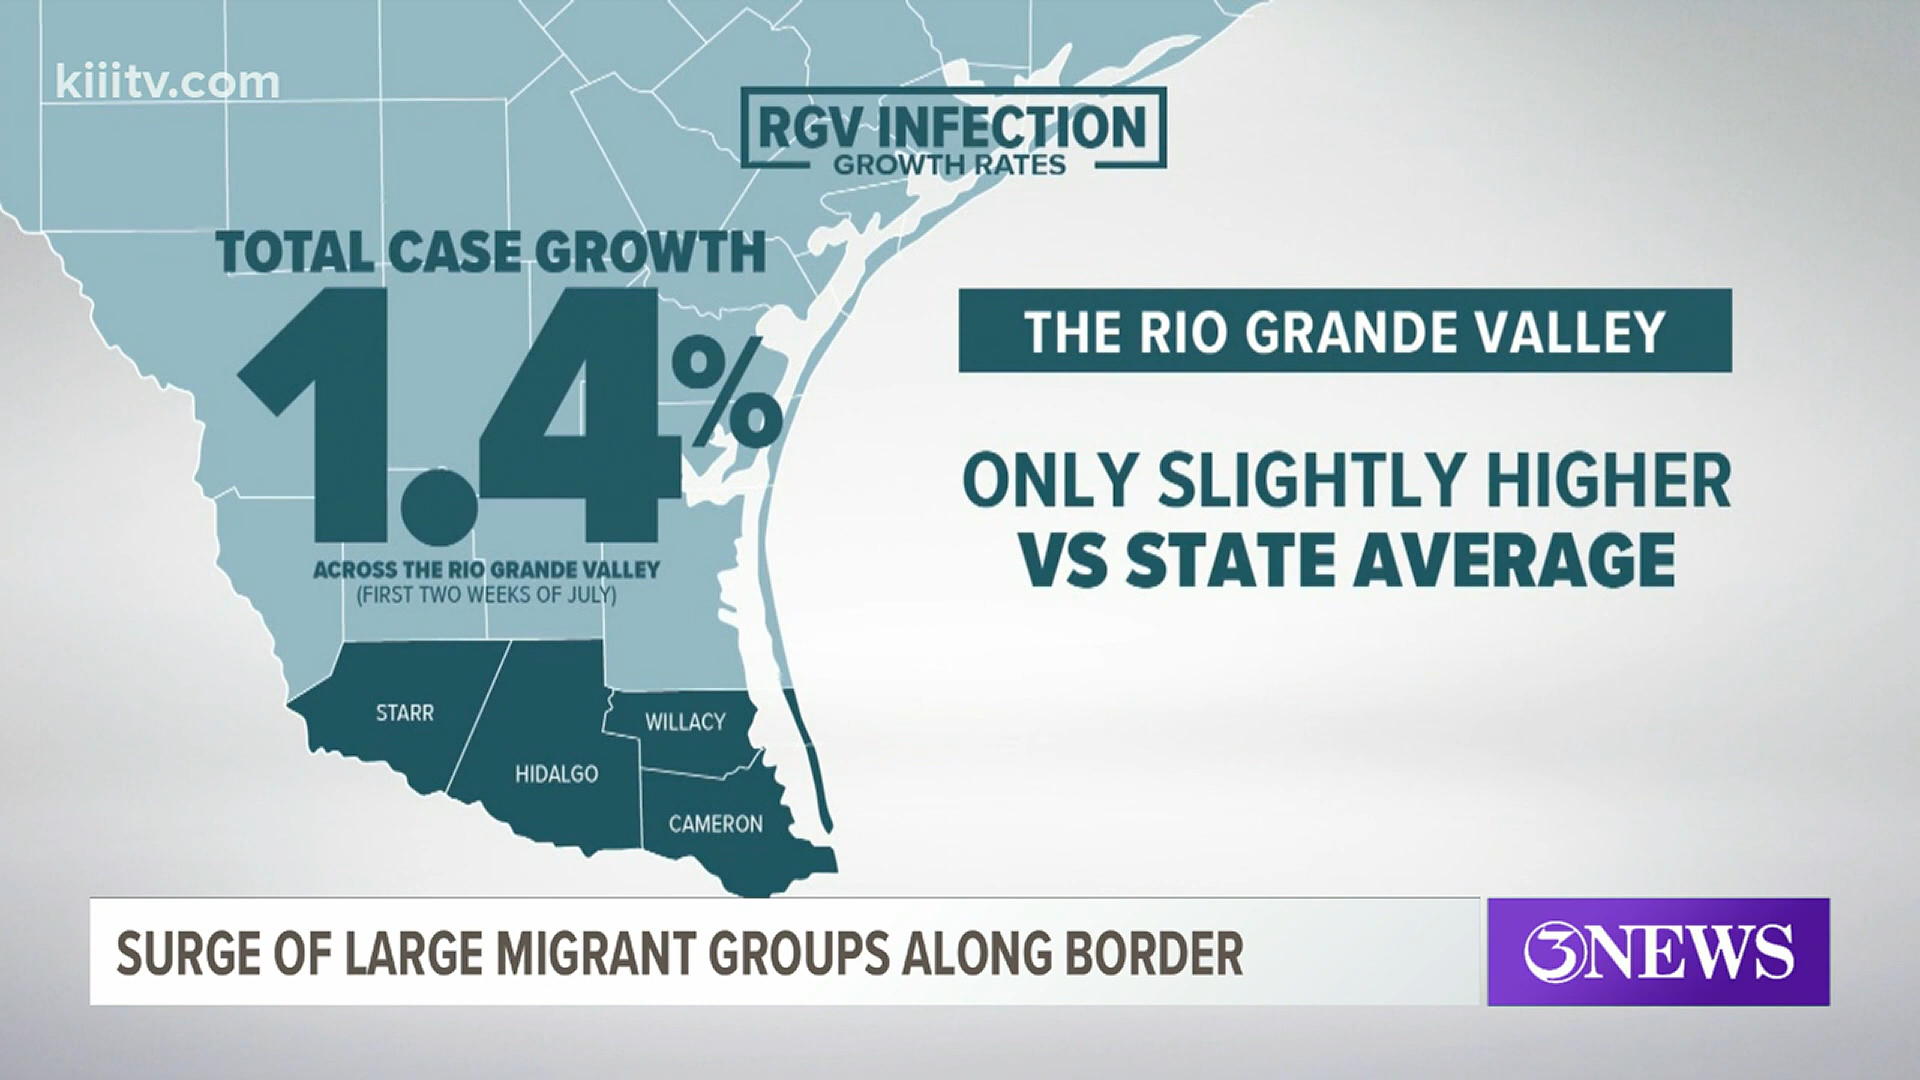 kiiitv.com
RGV INFECTION
GROWTH RATES
TOTAL CASE GROWTH
1.4%
ACROSS THE RIO GRANDE VALLEY
(FIRST TWO WEEKS OF JULY)
THE RIO GRANDE VALLEY
ONLY SLIGHTLY HIGHER
VS STATE AVERAGE
STARR
WILLACY
HIDALGO
CAMERON
SURGE OF LARGE MIGRANT GROUPS ALONG BORDER
3NEWS